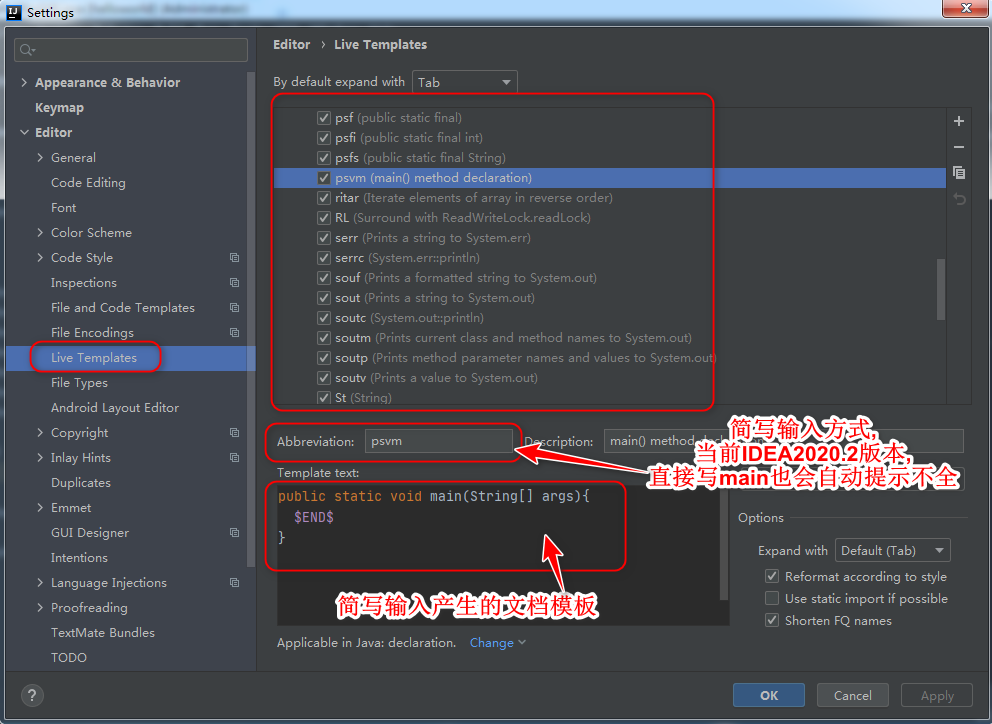 Settings
Appearance & Behavior
Keymap
Editor
General
Code Editing
Font
Color Scheme
Code Style
Inspections
File and Code Templates
File Encodings
Live Templates
File Types
Android Layout Editor
Copyright
Inlay Hints
Duplicates
Emmet
GUI Designer
Intentions
Language Injections
Proofreading
TextMate Bundles
TODO
Editor › Live Templates
By default expand with Tab
psf (public static final)
psfi (public static final int)
psfs (public static final String)
psvm (main() method declaration)
ritar (Iterate elements of array in reverse order)
RL (Surround with ReadWriteLock.readLock)
serr (Prints a string to System.err)
serrc (System.err::println)
souf (Prints a formatted string to System.out)
sout (Prints a string to System.out)
soutc (System.out::println)
soutm (Prints current class and method names to System.out)
soutp (Prints method parameter names and values to System.out)
soutv (Prints a value to System.out)
St (String)
Abbreviation: psvm Description: main() method
简写输入方式,
当前IDEA2020.2版本,
直接写main也会自动提示不全
Template text:
public static void main(String[] args){
$END$
}
简写输入产生的文档模板
Applicable in Java: declaration. Change
Options
Expand with Default (Tab)
Reformat according to style
Use static import if possible
Shorten FQ names
? OK Cancel Apply